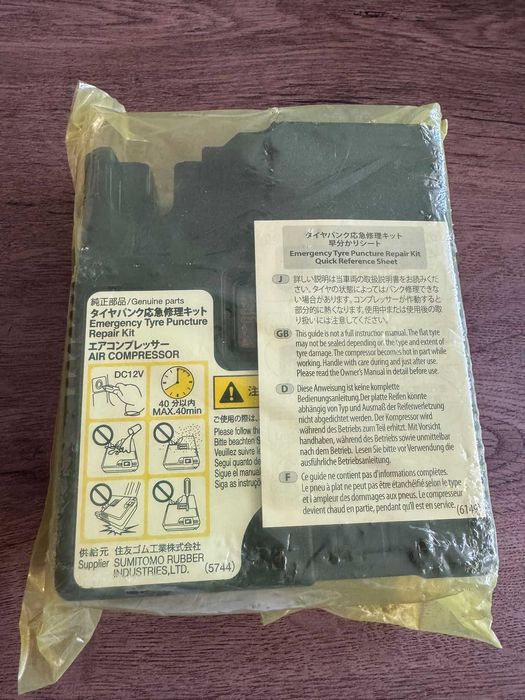 純正部品/Genuine parts
タイヤパンク応急修理キット
Emergency Tyre Puncture
Repair Kit
エアコンプレッサー
AIR COMPRESSOR
DC12V
40分以内
MAX.40min
供給元 住友ゴム工業株式会社
Supplier SUMITOMO RUBBER
INDUSTRIES,LTD. (5744)
注
ご使用の際は、
Please follow the
Bitte beachten S
Veuillez suivre le
Segui quanto de
Siga as instruço
タイヤパンク応急修理キット
早分かりシート
Emergency Tyre Puncture Repair Kit
Quick Reference Sheet
J 詳しい説明は当車両の取扱説明書をお読みくだ
さい。タイヤの状態によってはパンク修理できな
い場合があります。コンプレッサーが作動すると
部分的に熱くなります。使用中または使用後の取
り扱いには注意してください。
GB This guide is not a full instruction manual. The flat tyre
may not be sealed depending on the type and extent of
tyre damage. The compressor becomes hot in part while
working. Handle with care during and just after use.
Please read the Owner's Manual in detail before use.
D Diese Anweisung ist keine komplette
Bedienungsanleitung. Der platte Reifen könnte
abhängig von Typ und Ausmaß der Reifenverletzung
nicht abgedichtet werden. Der Kompressor wird
während des Betriebs zum Teil erhitzt. Mit Vorsicht
handhaben, während des Betriebs sowie unmittelbar
nach dem Betrieb. Lesen Sie bitte vor Verwendung die
ausführliche Betriebsanleitung.
F Ce guide ne contient pas d'informations complètes.
Le pneu à plat ne peut pas être étanchéifié selon le type
et l'ampleur des dommages aux pneus. Le compresseur
devient chaud en partie, pendant qu'il est en service.
(6149)